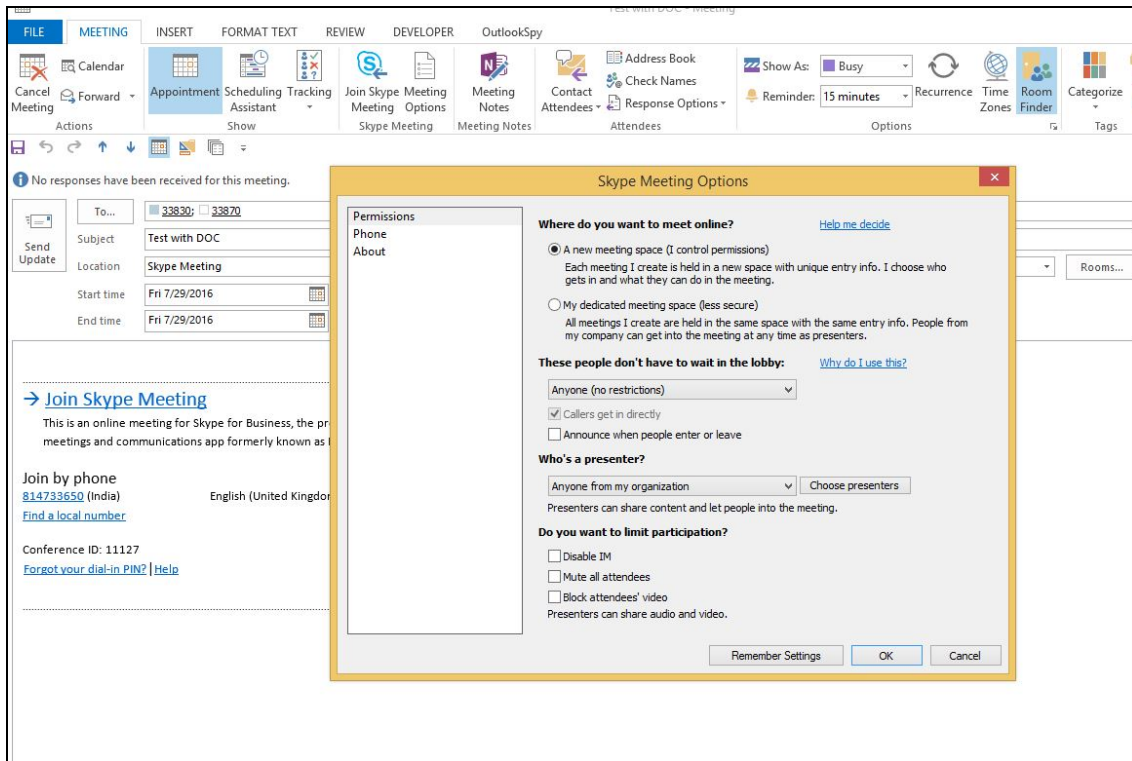 Test with DOC - Meeting
FILE MEETING INSERT FORMAT TEXT REVIEW DEVELOPER OutlookSpy
Cancel Meeting
Calendar
Forward
Actions
Appointment
Scheduling Assistant
Tracking
Show
Join Skype Meeting
Meeting Options
Skype Meeting
Meeting Notes
Meeting Notes
Contact Attendees
Address Book
Check Names
Response Options
Attendees
Show As: Busy
Reminder: 15 minutes
Recurrence
Time Zones
Room Finder
Options
Categorize
Tags
No responses have been received for this meeting.
Send Update
To... 33830; 33870
Subject Test with DOC
Location Skype Meeting
Rooms...
Start time Fri 7/29/2016
End time Fri 7/29/2016
→ Join Skype Meeting
This is an online meeting for Skype for Business, the pr
meetings and communications app formerly known as
Join by phone
814733650 (India) English (United Kingdo
Find a local number
Conference ID: 11127
Forgot your dial-in PIN? | Help
Skype Meeting Options
Permissions
Phone
About
Where do you want to meet online? Help me decide
A new meeting space (I control permissions)
Each meeting I create is held in a new space with unique entry info. I choose who
gets in and what they can do in the meeting.
My dedicated meeting space (less secure)
All meetings I create are held in the same space with the same entry info. People from
my company can get into the meeting at any time as presenters.
These people don't have to wait in the lobby: Why do I use this?
Anyone (no restrictions)
Callers get in directly
Announce when people enter or leave
Who's a presenter?
Anyone from my organization Choose presenters
Presenters can share content and let people into the meeting.
Do you want to limit participation?
Disable IM
Mute all attendees
Block attendees' video
Presenters can share audio and video.
Remember Settings OK Cancel